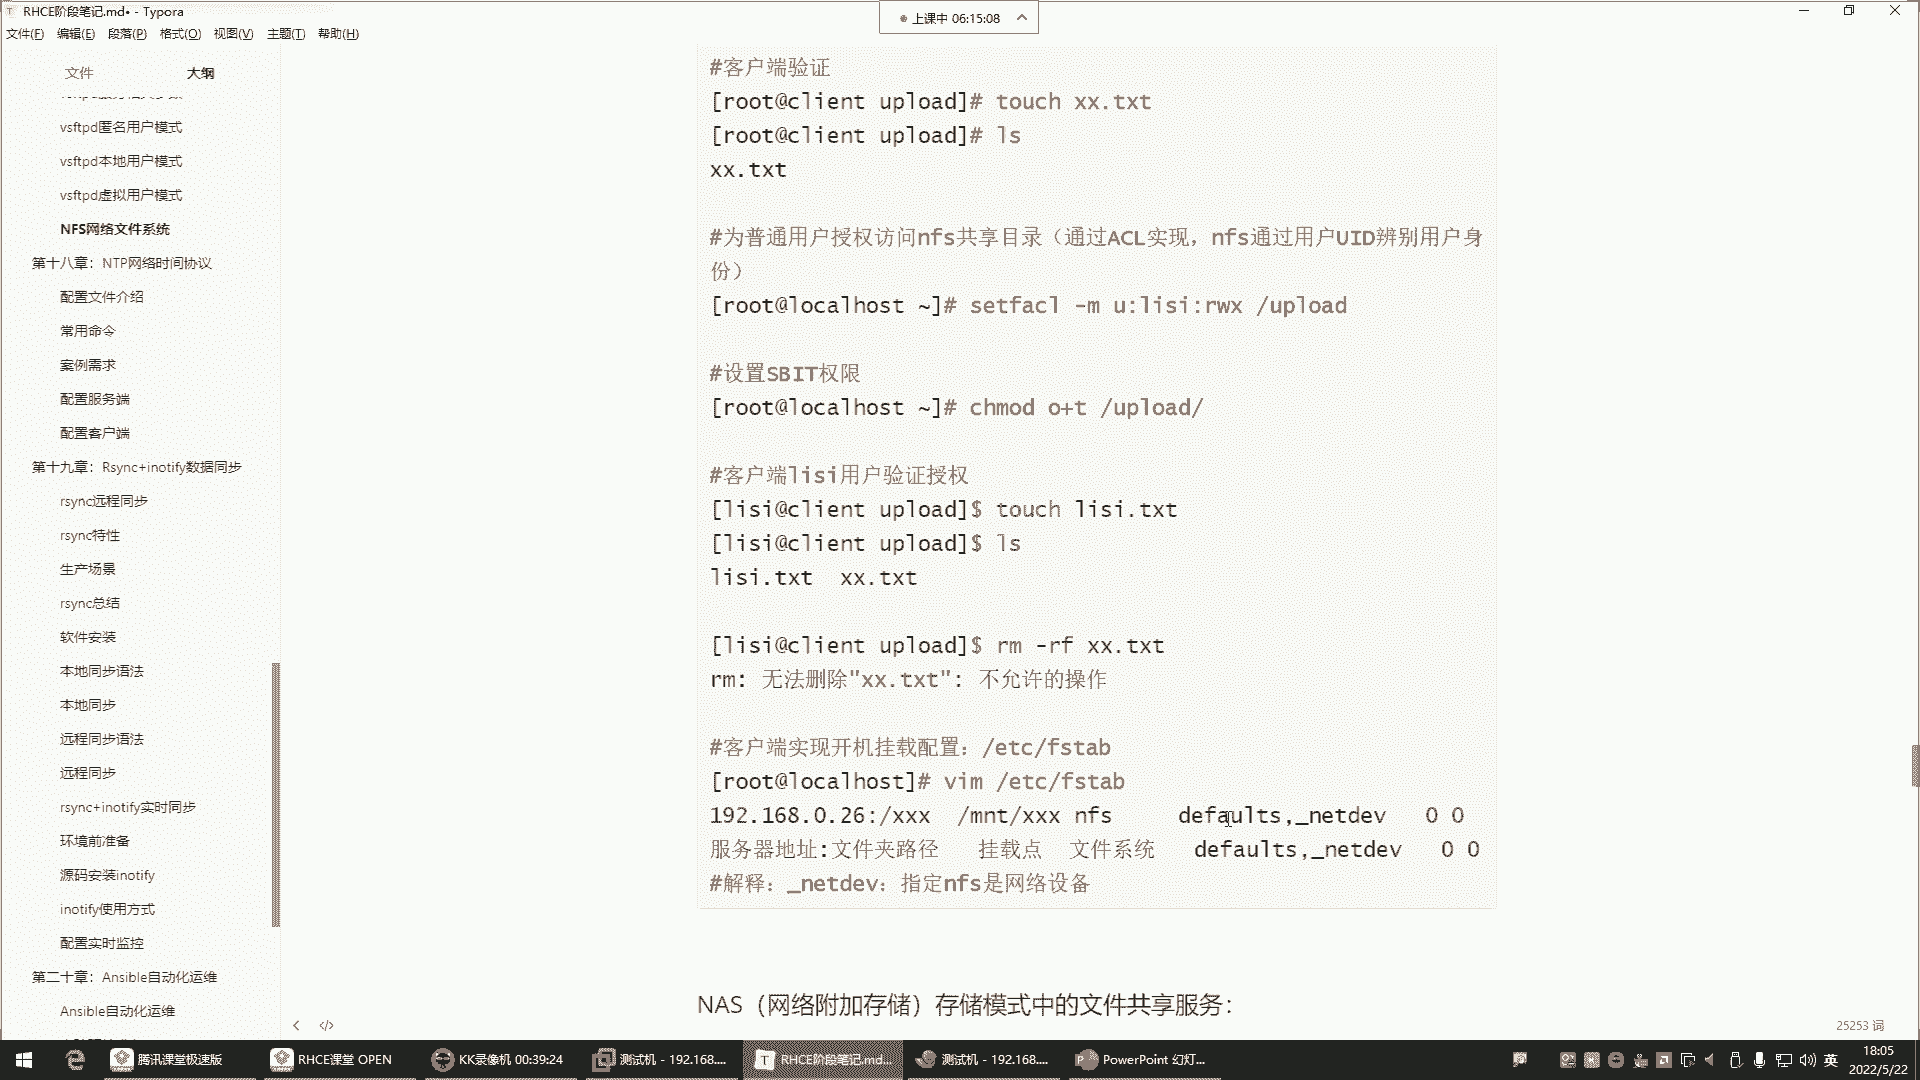 RHCE阶段笔记.md• - Typora
上课中 06:15:08
文件(F) 编辑(E) 段落(P) 格式(O) 视图(V) 主题(T) 帮助(H)
文件 大纲
vsftpd匿名用户模式
vsftpd本地用户模式
vsftpd虚拟用户模式
NFS网络文件系统
第十八章：NTP网络时间协议
配置文件介绍
常用命令
案例需求
配置服务端
配置客户端
第十九章：Rsync+inotify数据同步
rsync远程同步
rsync特性
生产场景
rsync总结
软件安装
本地同步语法
本地同步
远程同步语法
远程同步
rsync+inotify实时同步
环境前准备
源码安装inotify
inotify使用方式
配置实时监控
第二十章：Ansible自动化运维
Ansible自动化运维
#客户端验证
[root@client upload]# touch xx.txt
[root@client upload]# ls
xx.txt
#为普通用户授权访问nfs共享目录（通过ACL实现，nfs通过用户UID辨别用户身
份）
[root@localhost ~]# setfacl -m u:lisi:rwx /upload
#设置SBIT权限
[root@localhost ~]# chmod o+t /upload/
#客户端lisi用户验证授权
[lisi@client upload]$ touch lisi.txt
[lisi@client upload]$ ls
lisi.txt  xx.txt
[lisi@client upload]$ rm -rf xx.txt
rm: 无法删除"xx.txt": 不允许的操作
#客户端实现开机挂载配置：/etc/fstab
[root@localhost]# vim /etc/fstab
192.168.0.26:/xxx  /mnt/xxx nfs     defaults,_netdev   0 0
服务器地址:文件夹路径   挂载点  文件系统   defaults,_netdev   0 0
#解释：_netdev：指定nfs是网络设备
NAS（网络附加存储）存储模式中的文件共享服务：
25253 词
腾讯课堂极速版 RHCE课堂 OPEN KK录像机 00:39:24 测试机 - 192.168.... RHCE阶段笔记.md... 测试机 - 192.168.... PowerPoint 幻灯... 英 18:05
2022/5/22